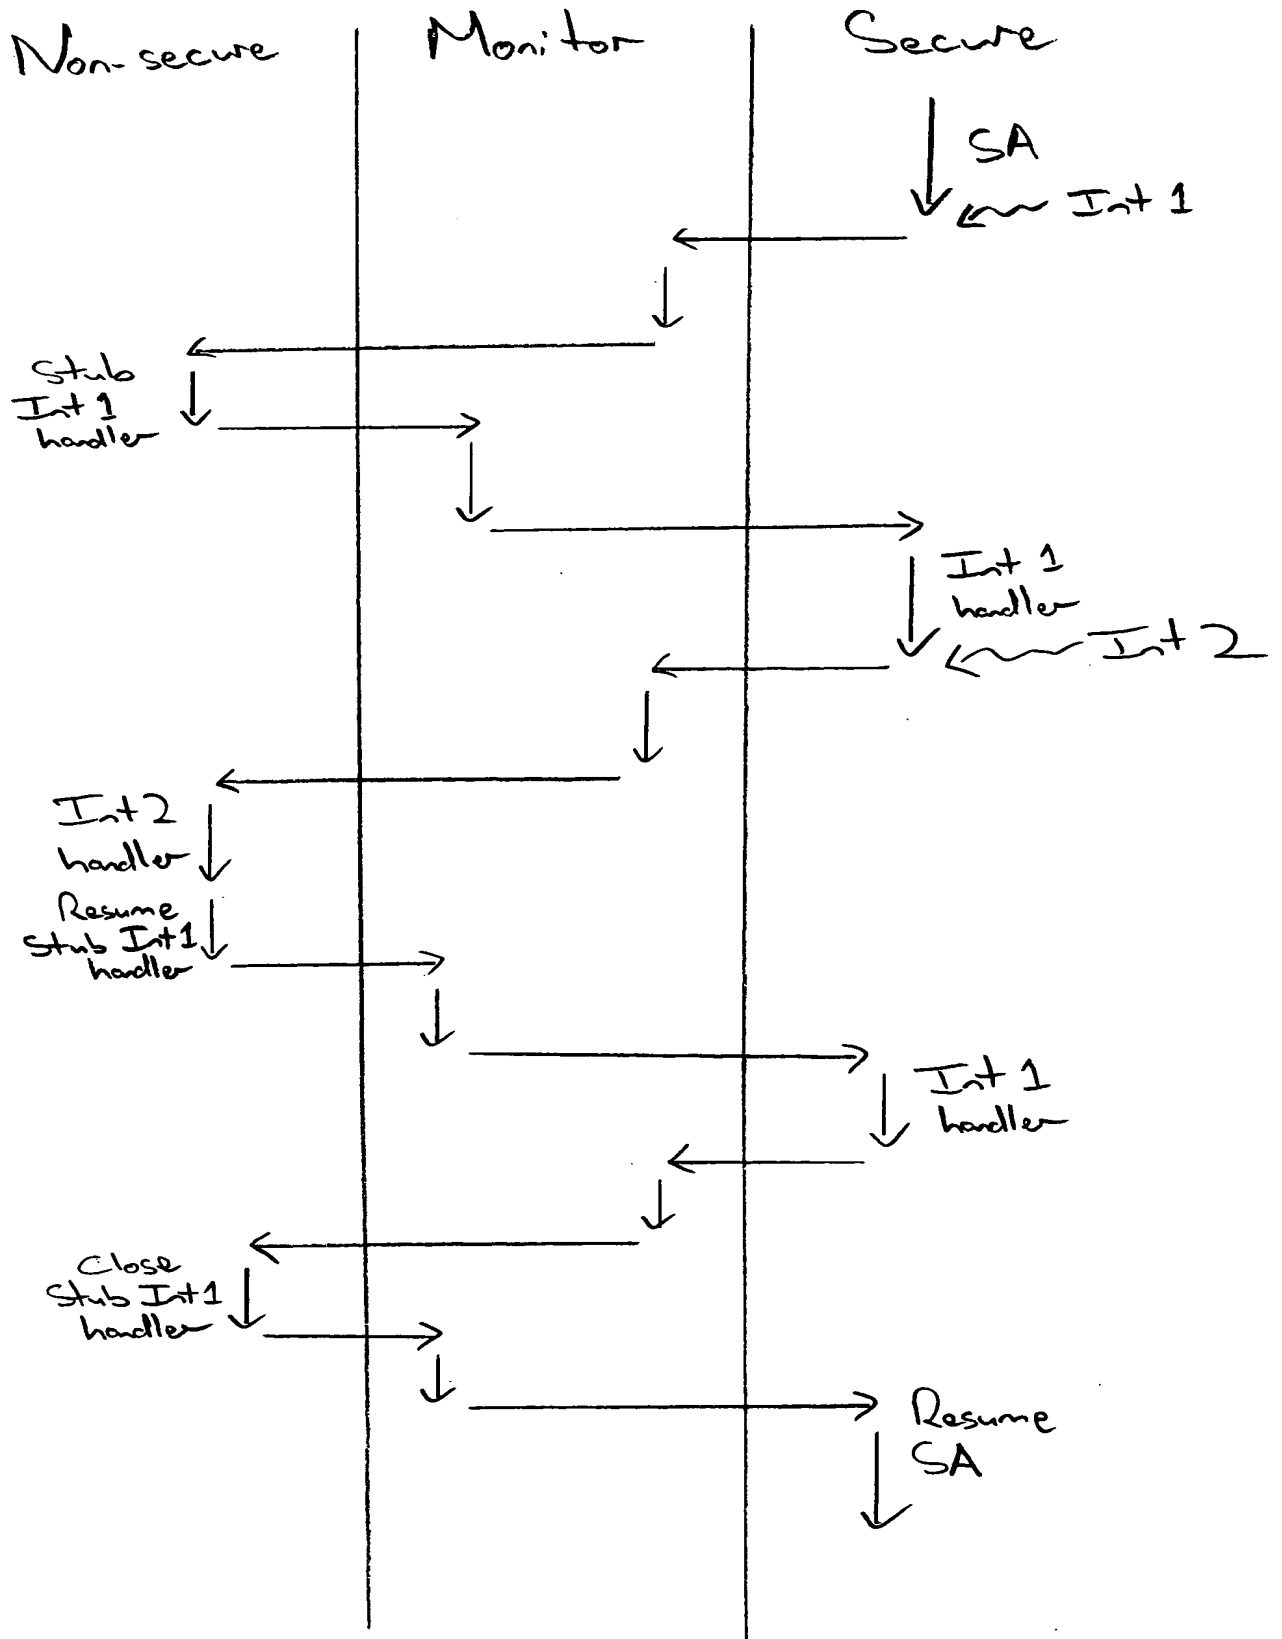 Non-secure
Monitor
Secure
SA
Int 1
Stub
Int 1
handler
Int 1
handler
Int 2
Int 2
handler
Resume
Stub Int 1
handler
Int 1
handler
Close
Stub Int 1
handler
Resume
SA